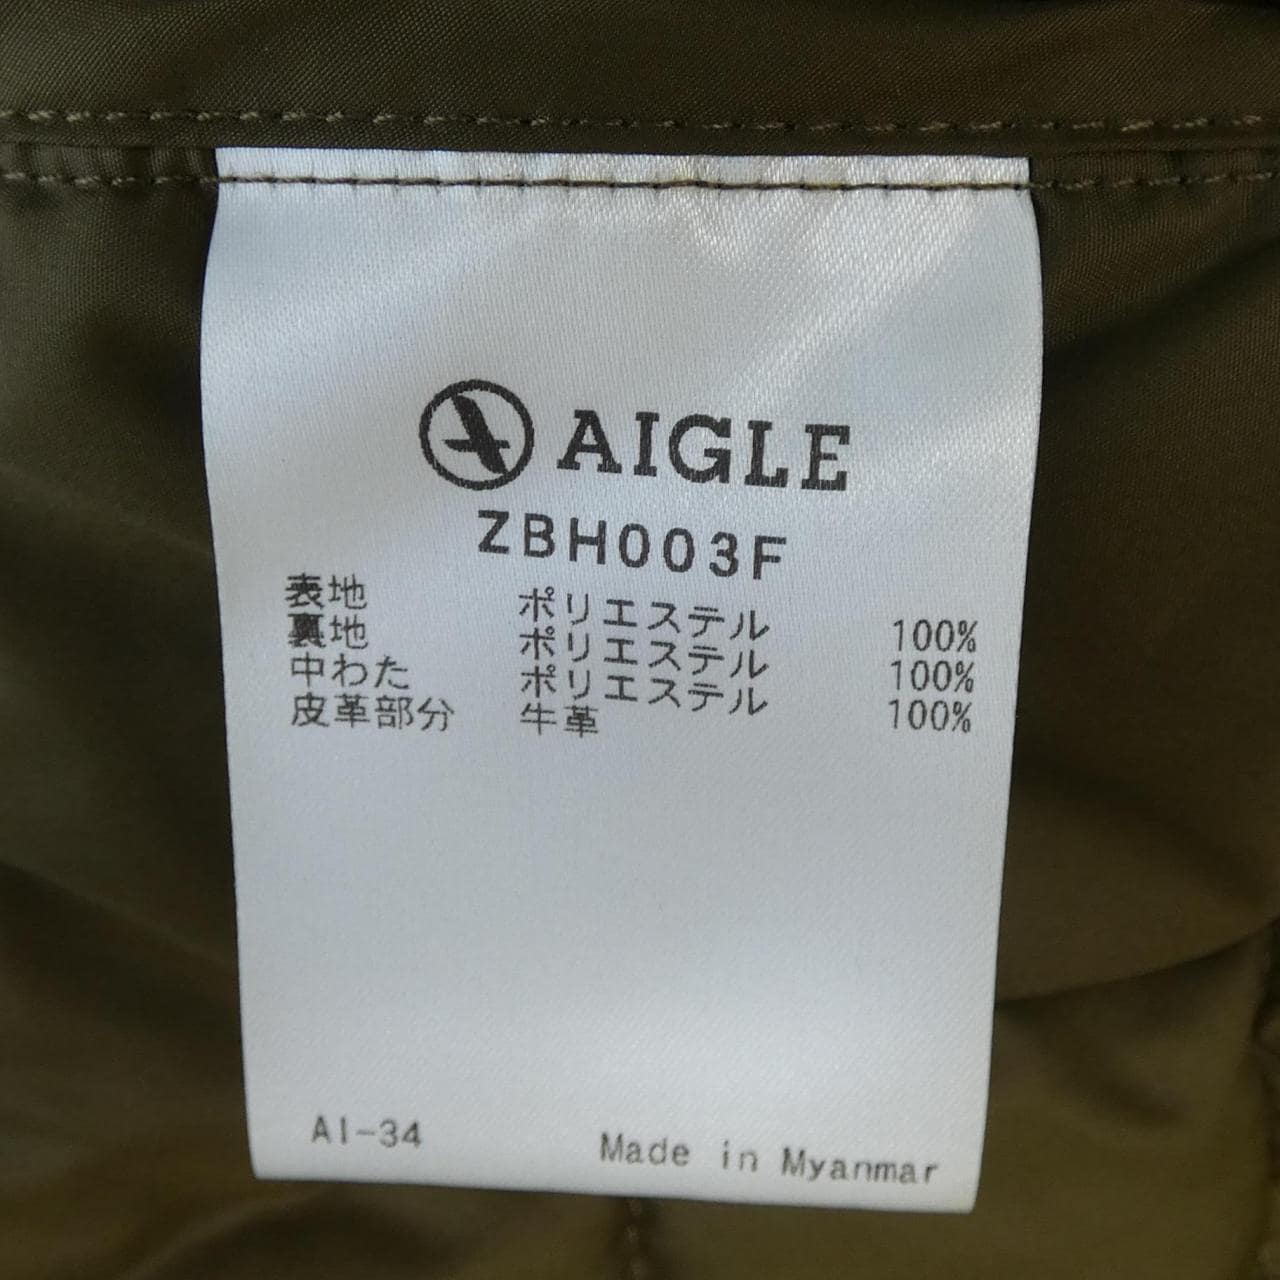 AIGLE
ZBH003F
表地 ポリエステル 100%
裏地 ポリエステル 100%
中わた ポリエステル 100%
皮革部分 牛革
AI-34 Made in Myanmar